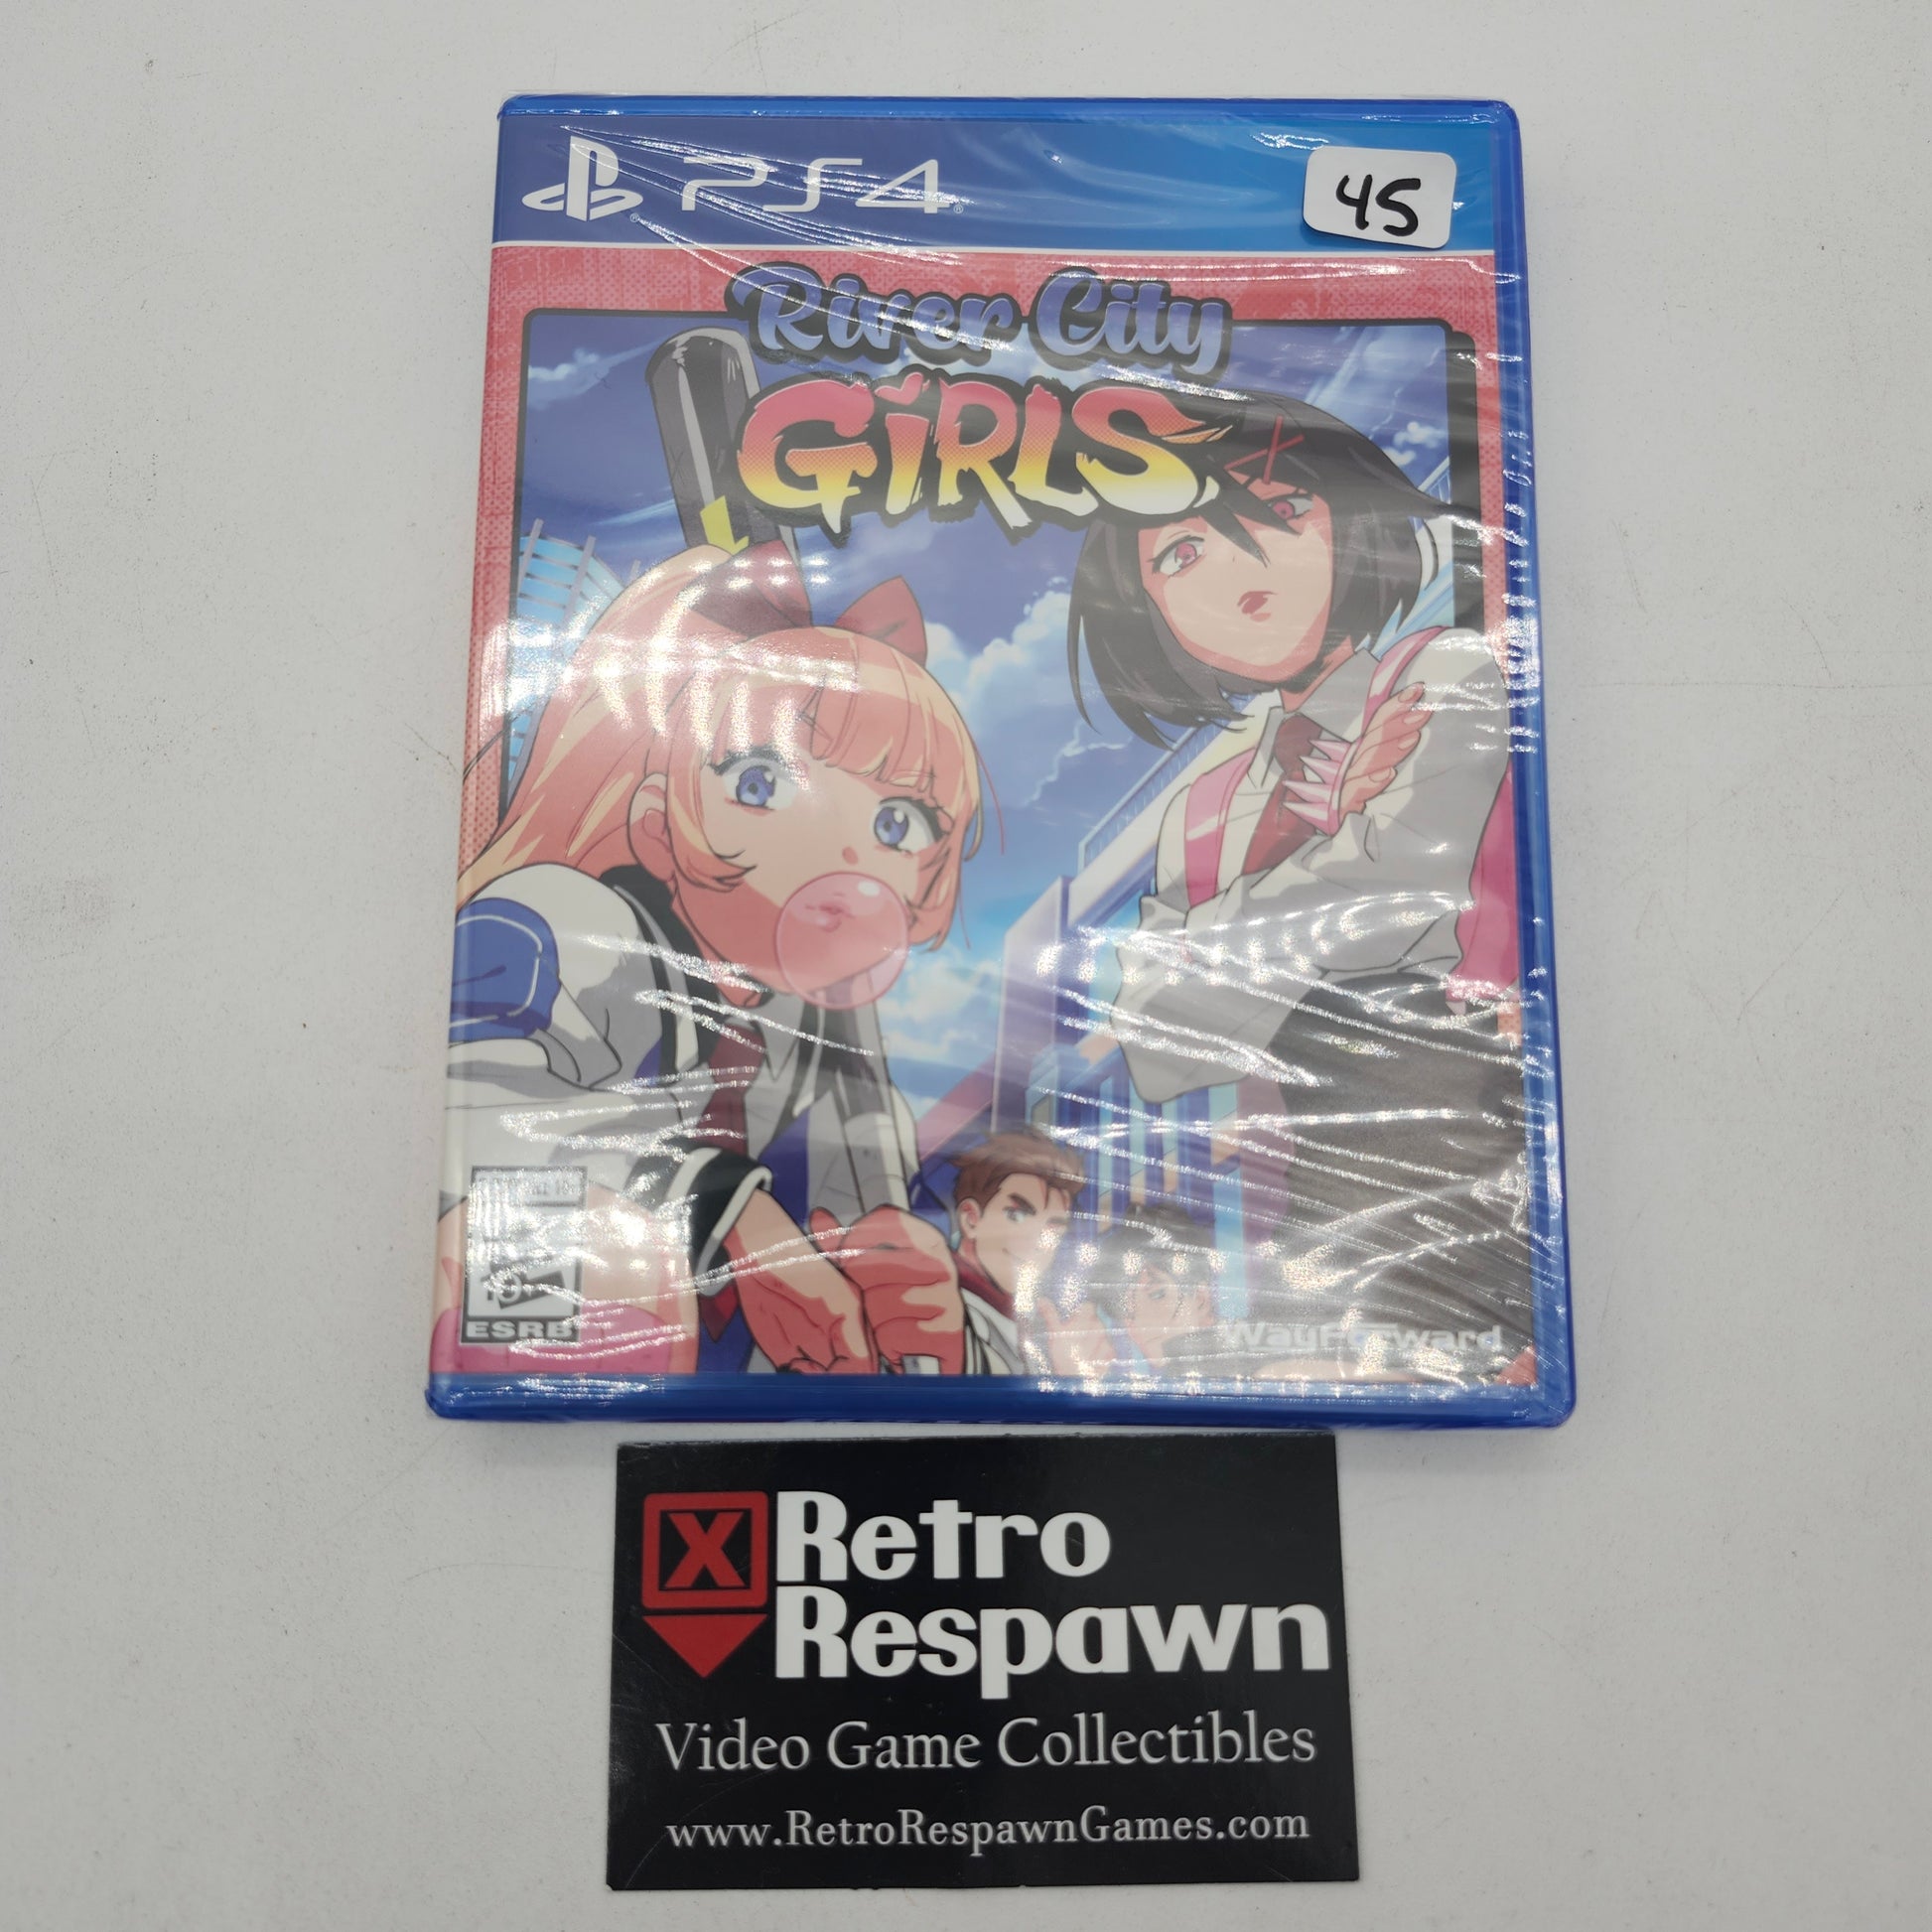 PS4
45
River City
GiRLS
ESRB
WayForward
X Retro
Respawn
Video Game Collectibles
www.RetroRespawnGames.com